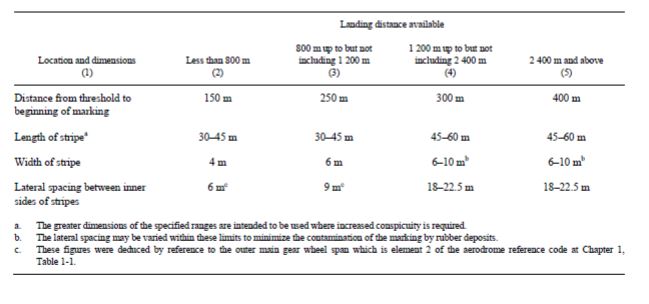 Landing distance available
Location and dimensions
(1)
Less than 800 m
(2)
800 m up to but not
including 1 200 m
(3)
1 200 m up to but not
including 2 400 m
(4)
2 400 m and above
(5)
Distance from threshold to
beginning of marking
150 m
250 m
300 m
400 m
Length of stripeᵃ
30–45 m
30–45 m
45–60 m
45–60 m
Width of stripe
4 m
6 m
6–10 mᵇ
6–10 mᵇ
Lateral spacing between inner
sides of stripes
6 mᶜ
9 mᶜ
18–22.5 m
18–22.5 m
a. The greater dimensions of the specified ranges are intended to be used where increased conspicuity is required.
b. The lateral spacing may be varied within these limits to minimize the contamination of the marking by rubber deposits.
c. These figures were deduced by reference to the outer main gear wheel span which is element 2 of the aerodrome reference code at Chapter 1,
Table 1-1.